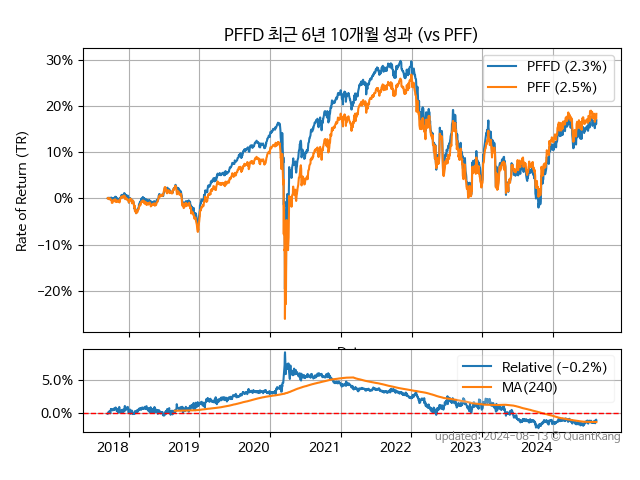 PFFD 최근 6년 10개월 성과 (vs PFF)
30%
20%
10%
0%
−10%
−20%
Rate of Return (TR)
PFFD (2.3%)
PFF (2.5%)
5.0%
0.0%
Relative (−0.2%)
MA(240)
2018 2019 2020 2021 2022 2023 2024
updated: 2024-08-13 © QuantKang